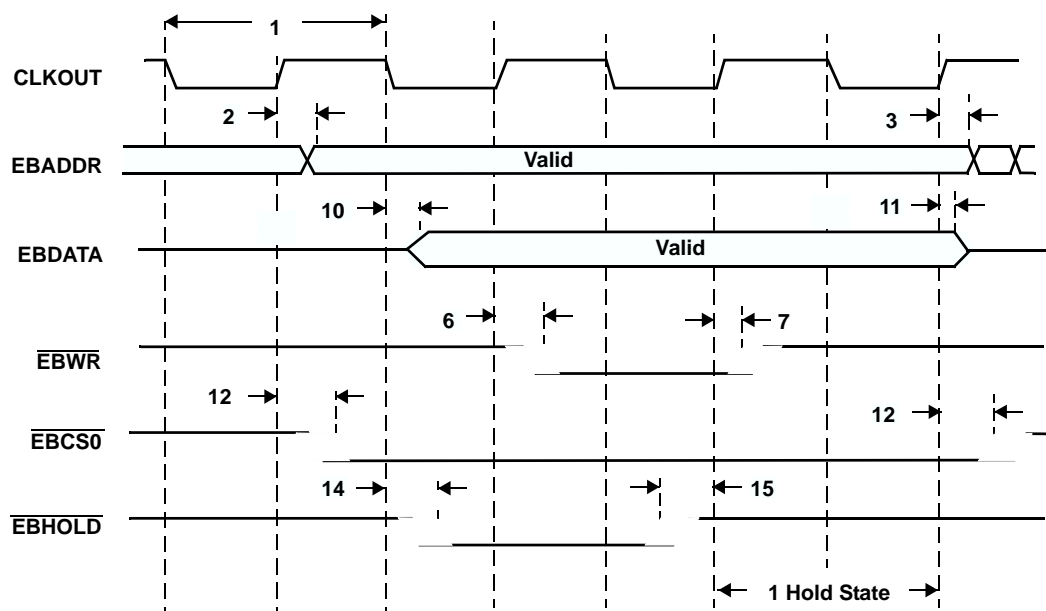 1
CLKOUT
2
3
EBADDR
Valid
10
11
EBDATA
Valid
6
7
EBWR
12
12
EBCS0
14
15
EBHOLD
1 Hold State